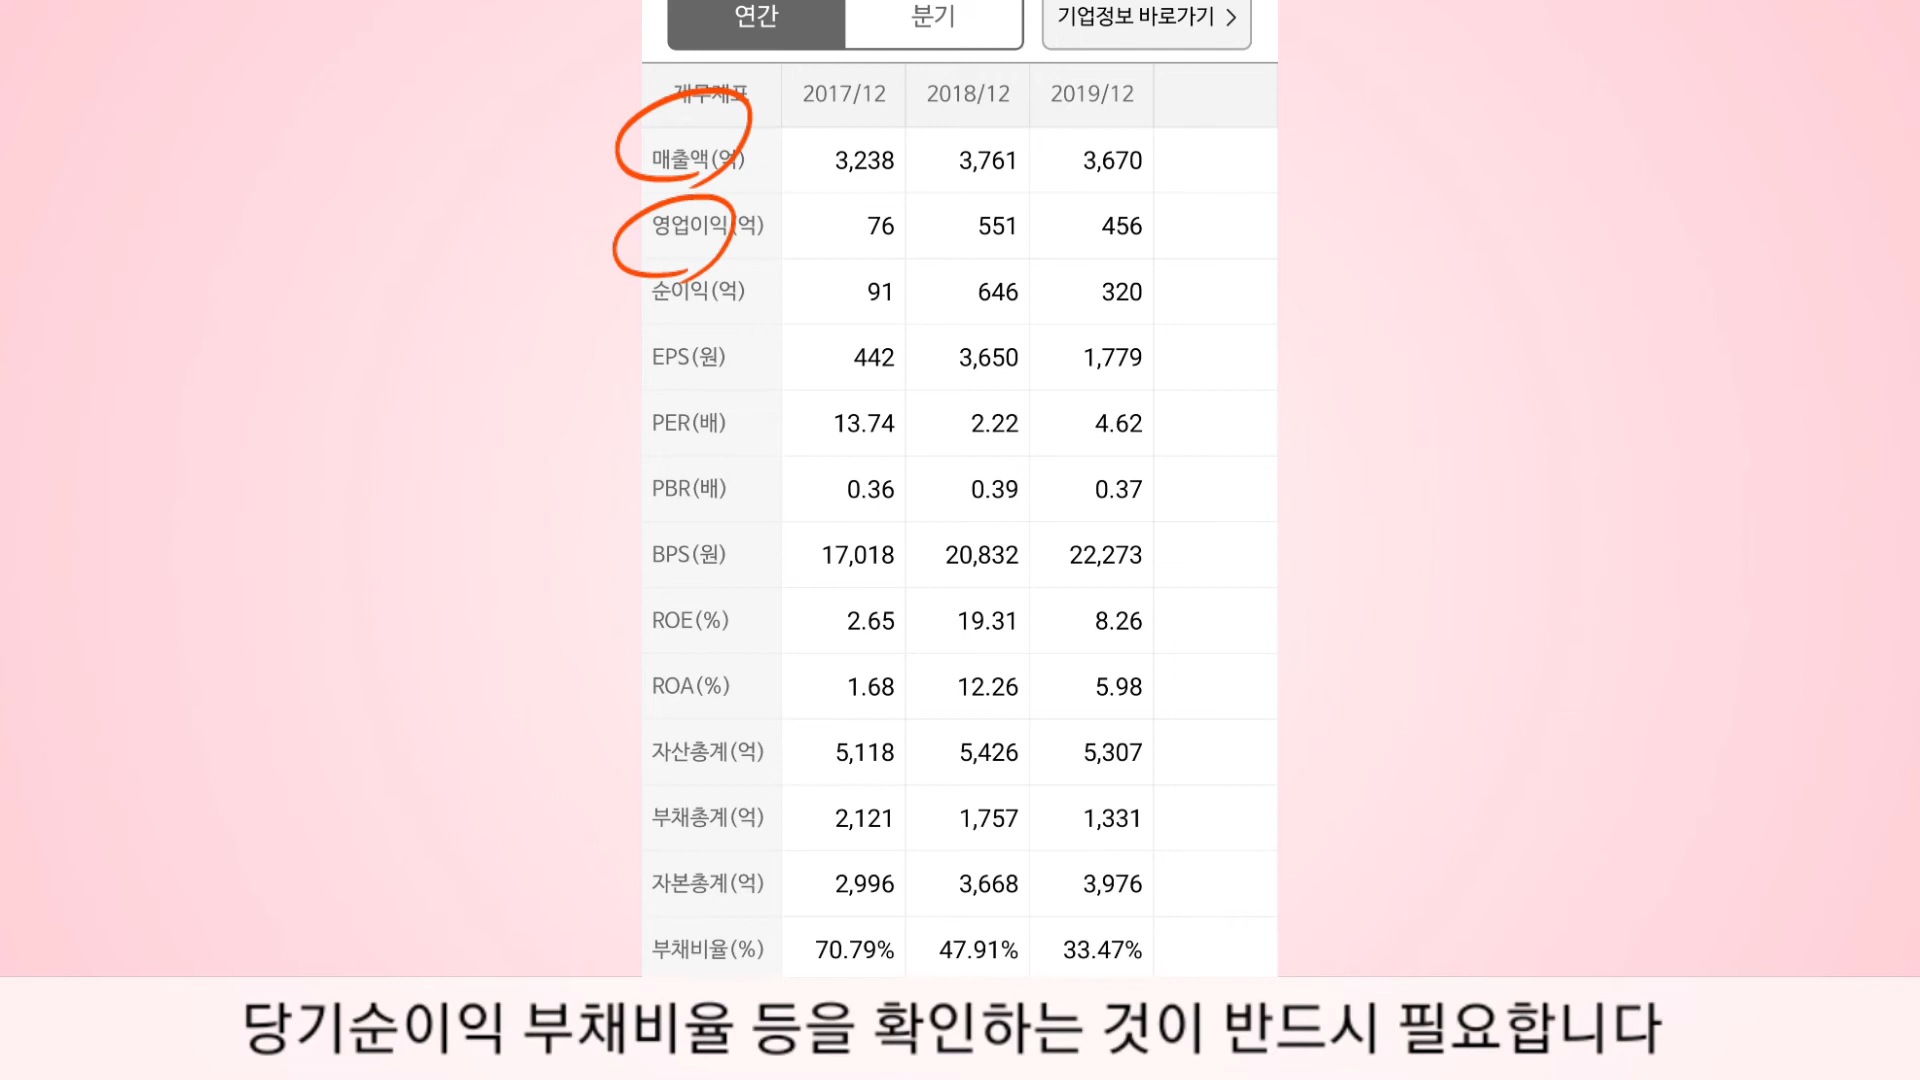 연간 분기 기업정보 바로가기
재무제표 2017/12 2018/12 2019/12
매출액(억) 3,238 3,761 3,670
영업이익(억) 76 551 456
순이익(억) 91 646 320
EPS(원) 442 3,650 1,779
PER(배) 13.74 2.22 4.62
PBR(배) 0.36 0.39 0.37
BPS(원) 17,018 20,832 22,273
ROE(%) 2.65 19.31 8.26
ROA(%) 1.68 12.26 5.98
자산총계(억) 5,118 5,426 5,307
부채총계(억) 2,121 1,757 1,331
자본총계(억) 2,996 3,668 3,976
부채비율(%) 70.79% 47.91% 33.47%
당기순이익 부채비율 등을 확인하는 것이 반드시 필요합니다